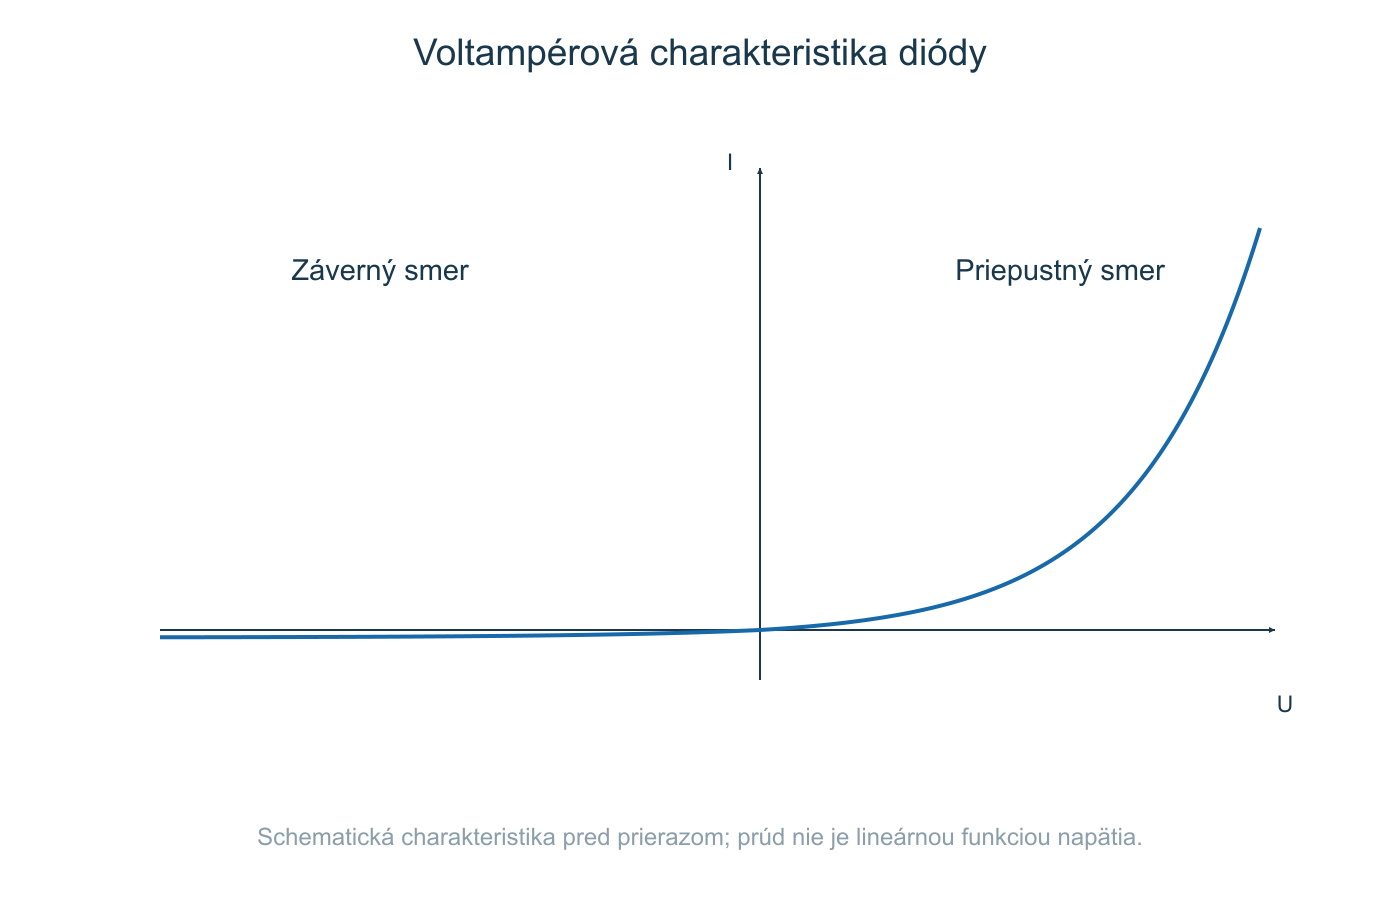 Voltampérová charakteristika diódy
I
Záverný smer
Priepustný smer
U
Schematická charakteristika pred prierazom; prúd nie je lineárnou funkciou napätia.